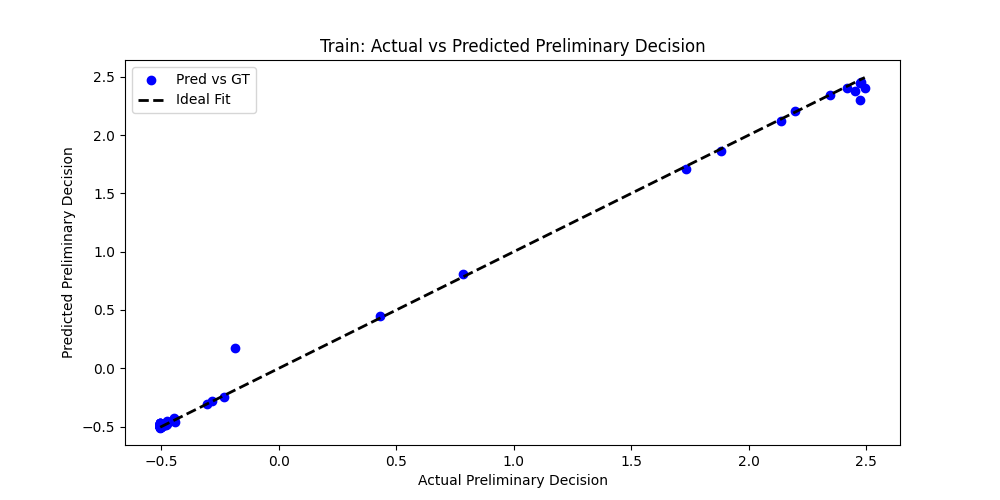 Train: Actual vs Predicted Preliminary Decision
Pred vs GT
Ideal Fit
Predicted Preliminary Decision
2.5
2.0
1.5
1.0
0.5
0.0
−0.5
−0.5 0.0 0.5 1.0 1.5 2.0 2.5
Actual Preliminary Decision